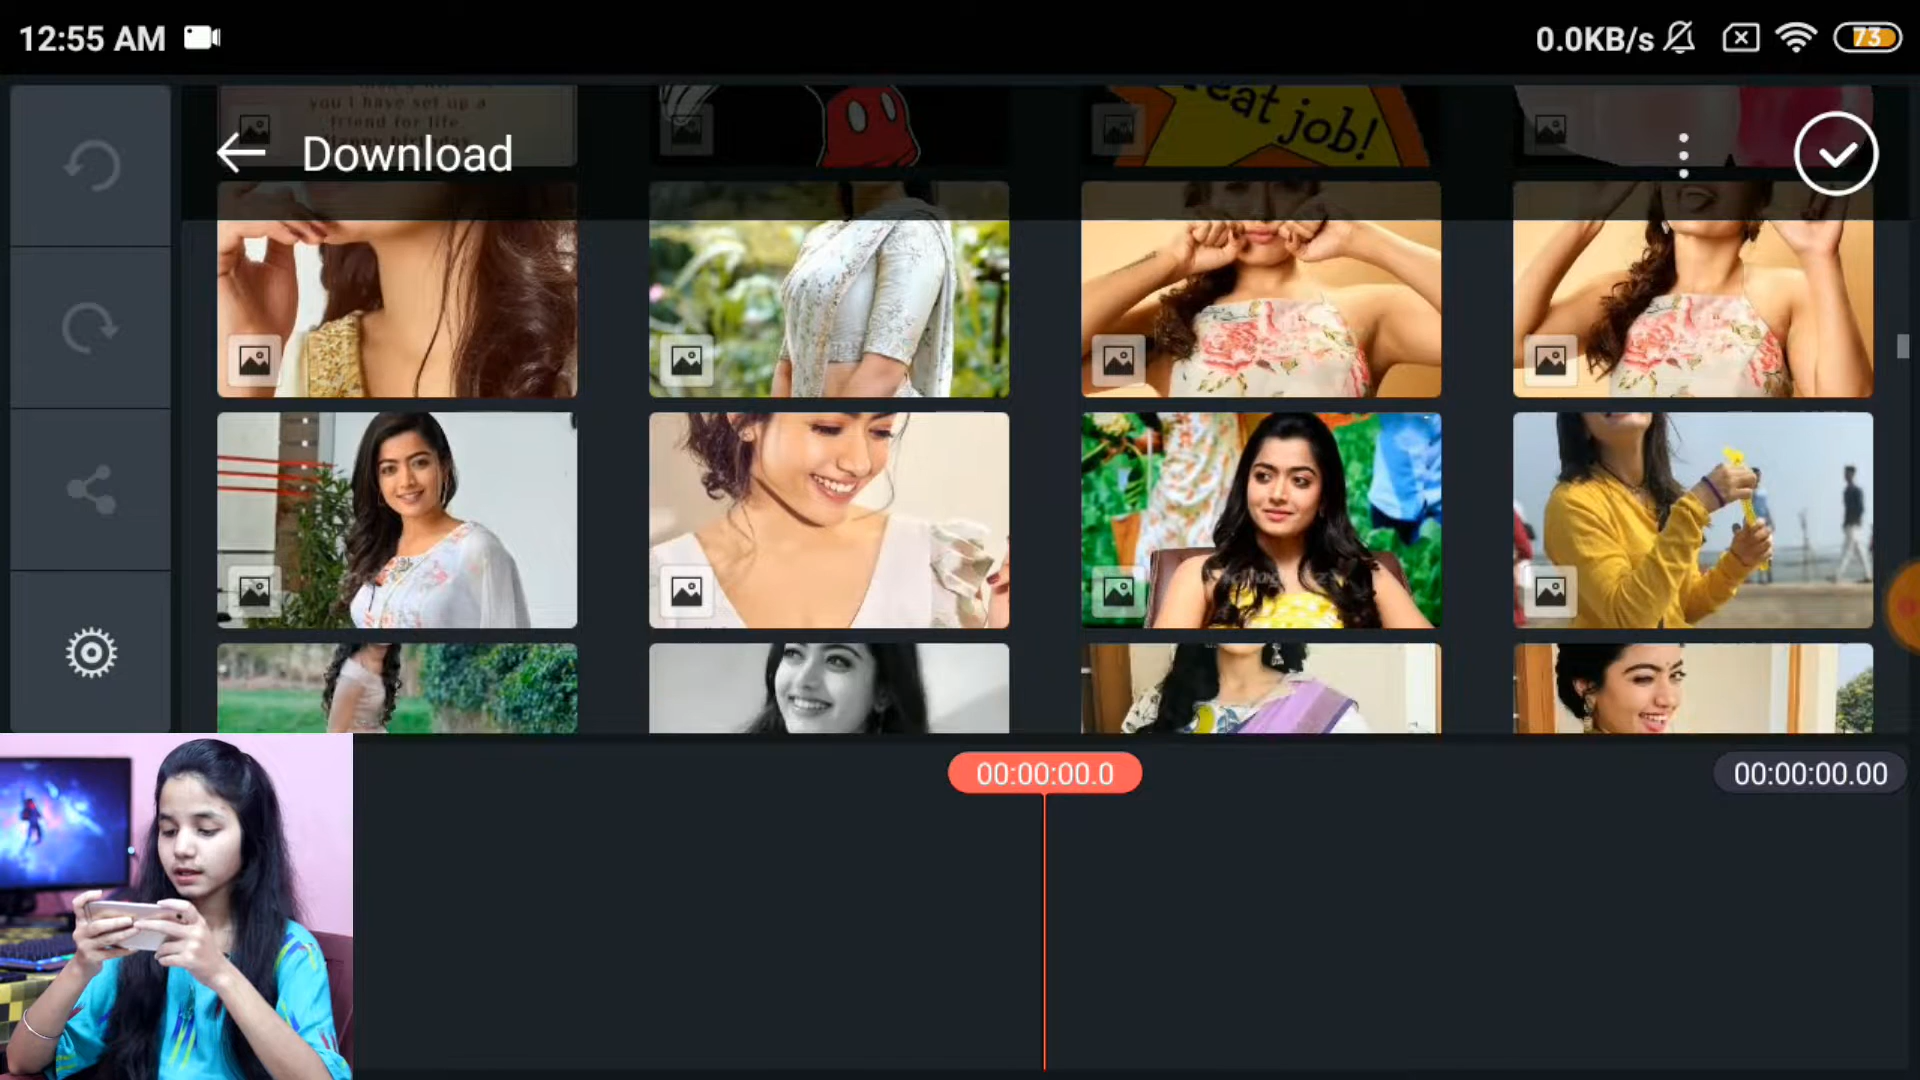 12:55 AM
0.0KB/s
73
you I have set up a
friend for life
reat job!
Download
00:00:00.0
00:00:00.00